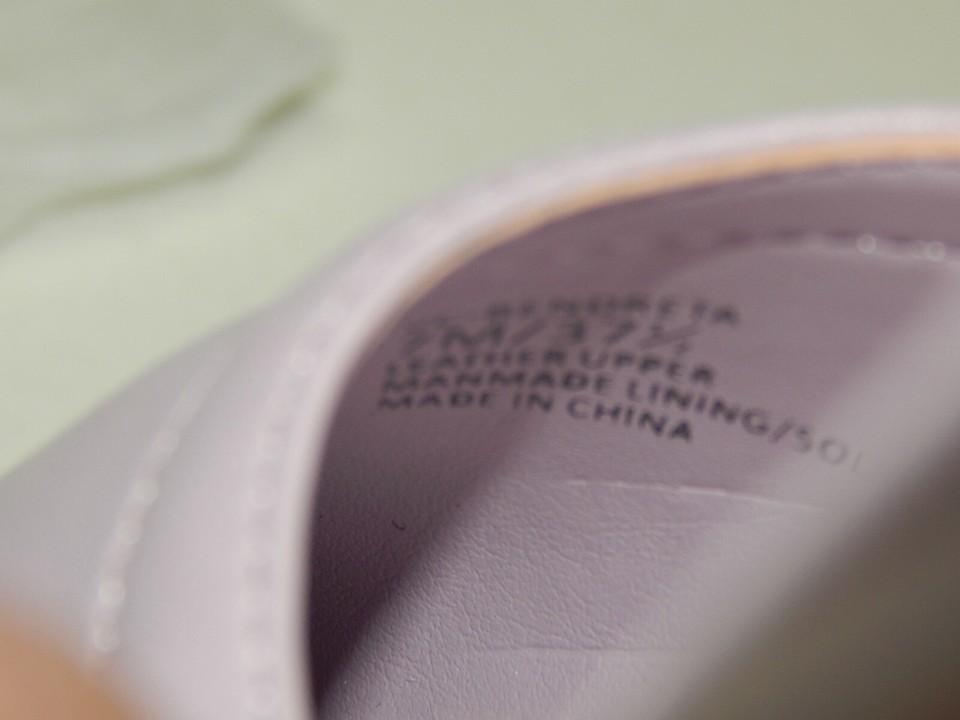 7M/37½
LEATHER UPPER
MANMADE LINING/SO
MADE IN CHINA